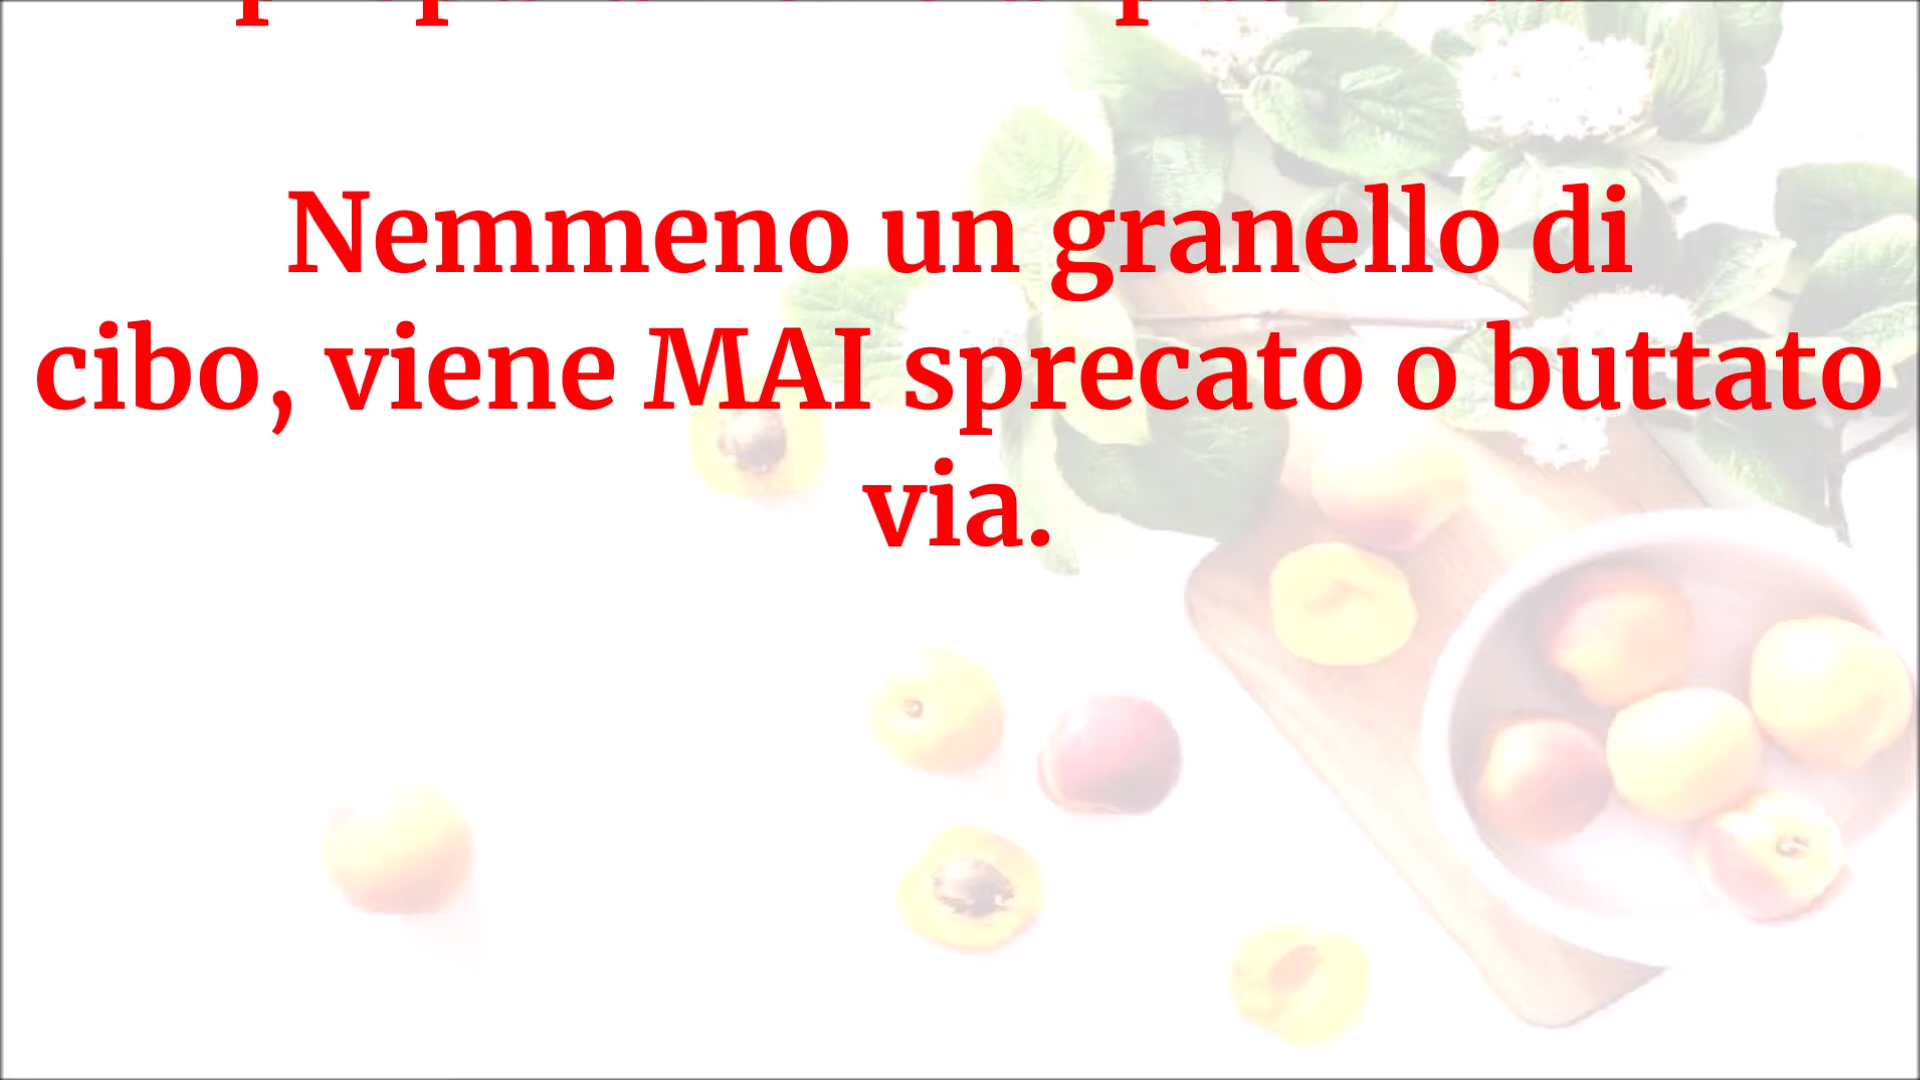 Nemmeno un granello di
cibo, viene MAI sprecato o buttato
via.